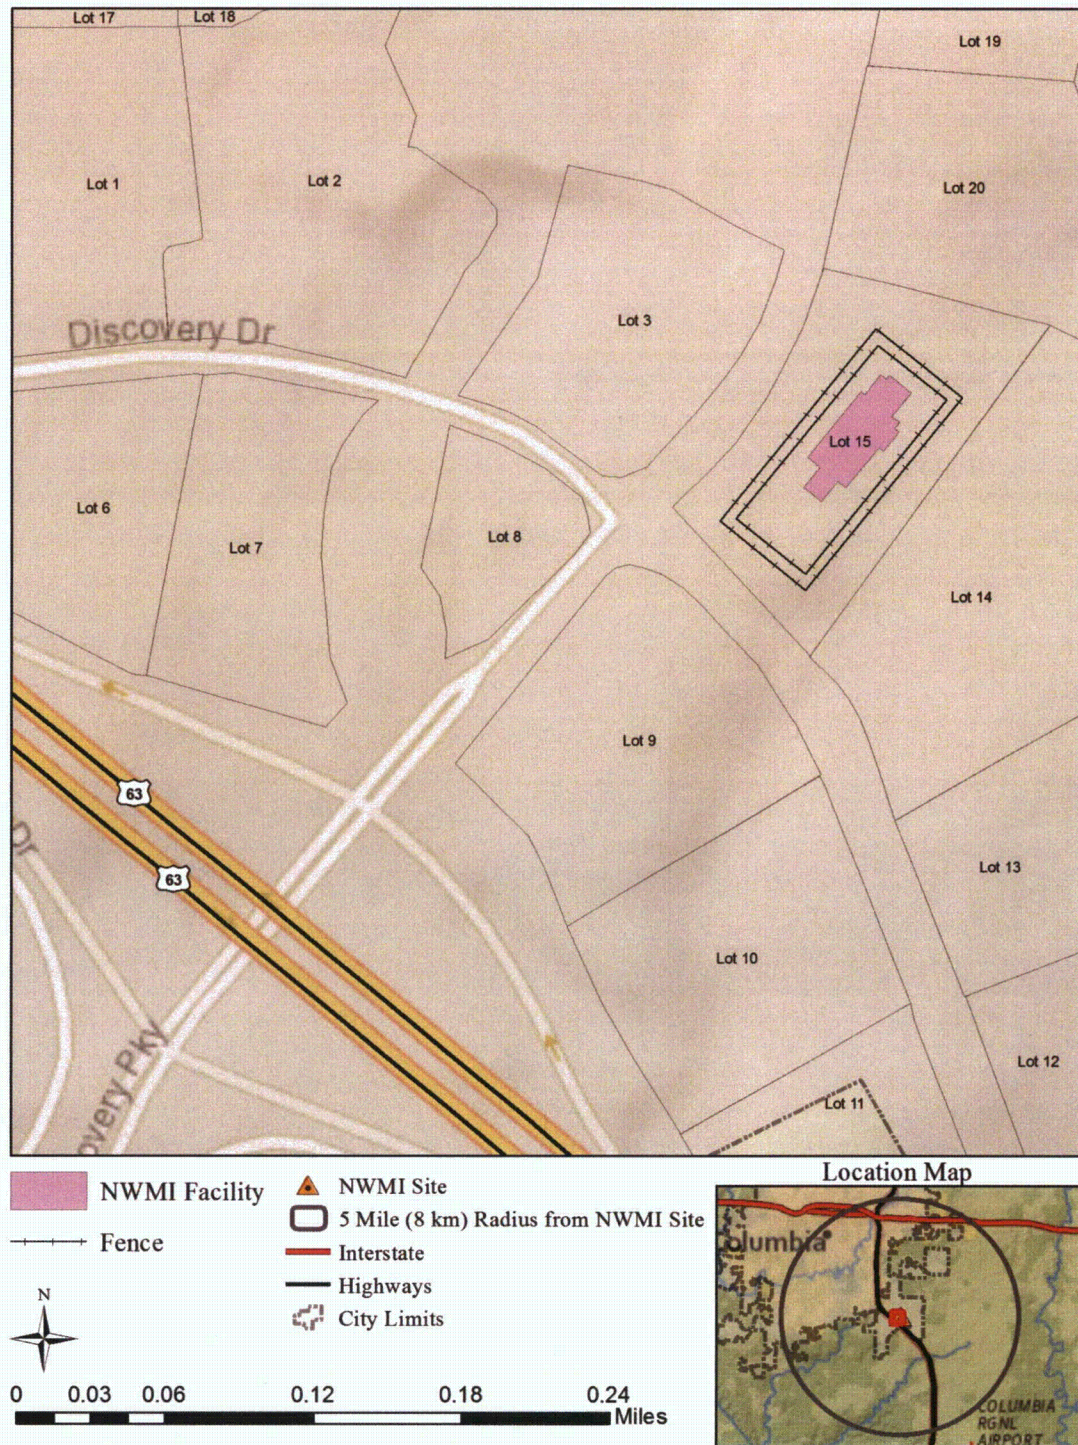 Lot 17
Lot 18
Lot 19
Lot 1
Lot 2
Lot 20
Lot 3
Discovery Dr
Lot 15
Lot 6
Lot 7
Lot 8
Lot 14
Lot 9
63
63
Dr
Lot 13
Lot 10
overy Pky
Lot 12
Lot 11
NWMI Facility
Fence
NWMI Site
5 Mile (8 km) Radius from NWMI Site
Interstate
Highways
City Limits
N
0 0.03 0.06 0.12 0.18 0.24
Miles
Location Map
olumbia
COLUMBIA
RGNL
AIRPORT